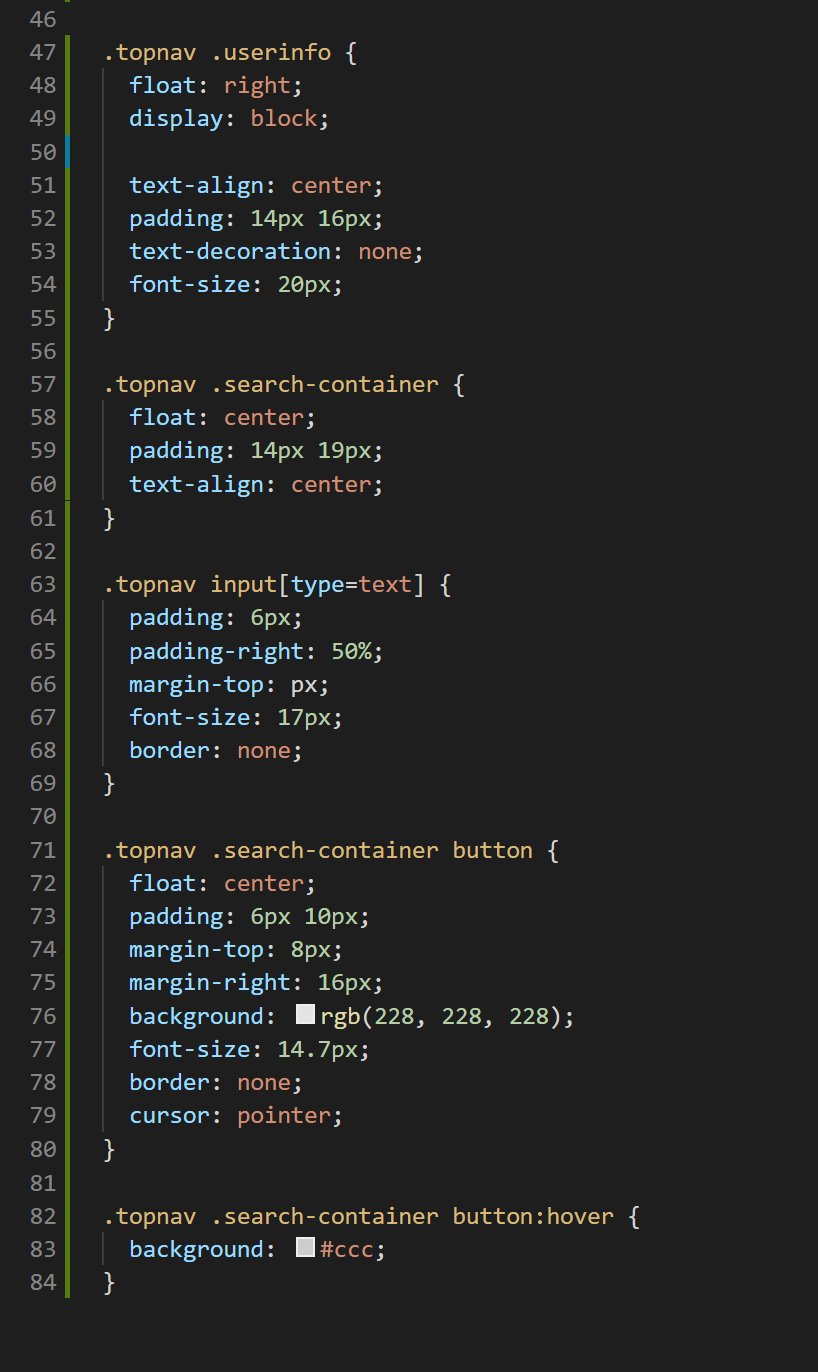 46
47 .topnav .userinfo {
48 float: right;
49 display: block;
50
51 text-align: center;
52 padding: 14px 16px;
53 text-decoration: none;
54 font-size: 20px;
55 }
56
57 .topnav .search-container {
58 float: center;
59 padding: 14px 19px;
60 text-align: center;
61 }
62
63 .topnav input[type=text] {
64 padding: 6px;
65 padding-right: 50%;
66 margin-top: px;
67 font-size: 17px;
68 border: none;
69 }
70
71 .topnav .search-container button {
72 float: center;
73 padding: 6px 10px;
74 margin-top: 8px;
75 margin-right: 16px;
76 background: rgb(228, 228, 228);
77 font-size: 14.7px;
78 border: none;
79 cursor: pointer;
80 }
81
82 .topnav .search-container button:hover {
83 background: #ccc;
84 }